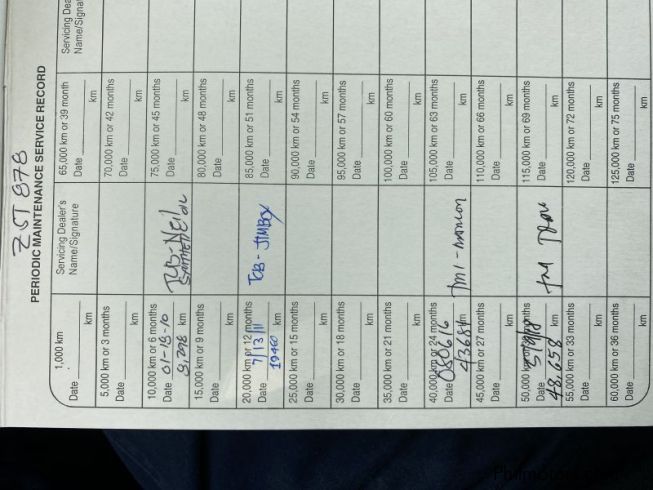 ZST 878
PERIODIC MAINTENANCE SERVICE RECORD
1,000 km
Date km
Servicing Dealer's
Name/Signature
65,000 km or 39 month
Date km
Servicing Dea
Name/Signa
5,000 km or 3 months
Date km
70,000 km or 42 months
Date km
10,000 km or 6 months
Date 01-18-10
9,298 km
75,000 km or 45 months
Date km
15,000 km or 9 months
Date km
80,000 km or 48 months
Date km
20,000 km or 12 months
Date 7/13/11
19460 km
TCB - JIMBOY
85,000 km or 51 months
Date km
25,000 km or 15 months
Date km
90,000 km or 54 months
Date km
30,000 km or 18 months
Date km
95,000 km or 57 months
Date km
35,000 km or 21 months
Date km
100,000 km or 60 months
Date km
40,000 km or 24 months
Date 080616
43684 km
105,000 km or 63 months
Date km
45,000 km or 27 months
Date km
110,000 km or 66 months
Date km
50,000 km months
Date
48,658 km
115,000 km or 69 months
Date km
55,000 km or 33 months
Date km
120,000 km or 72 months
Date km
60,000 km or 36 months
Date km
125,000 km or 75 months
Date km